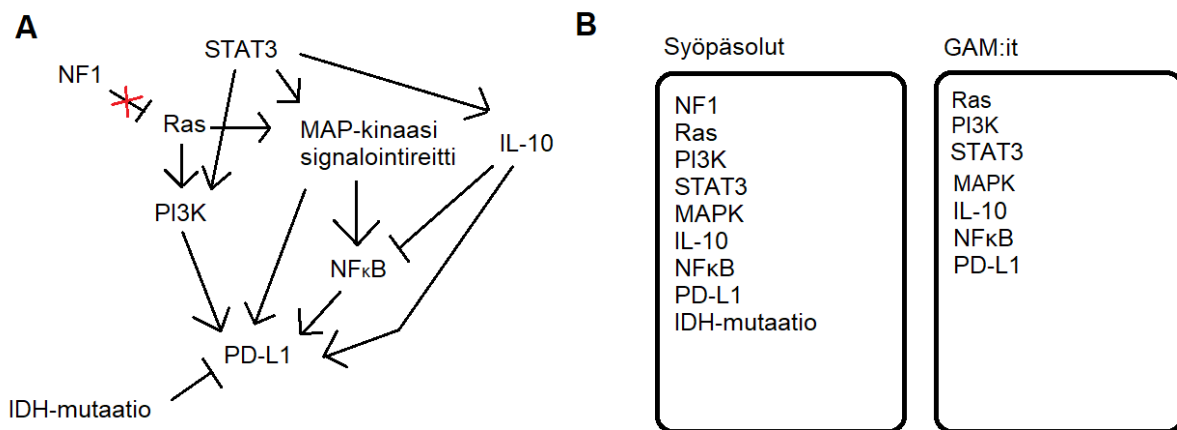 A
STAT3
NF1
Ras
MAP-kinaasi
signalointireitti
IL-10
PI3K
NFκB
PD-L1
IDH-mutaatio
B
Syöpäsolut
NF1
Ras
PI3K
STAT3
MAPK
IL-10
NFκB
PD-L1
IDH-mutaatio
GAM:it
Ras
PI3K
STAT3
MAPK
IL-10
NFκB
PD-L1